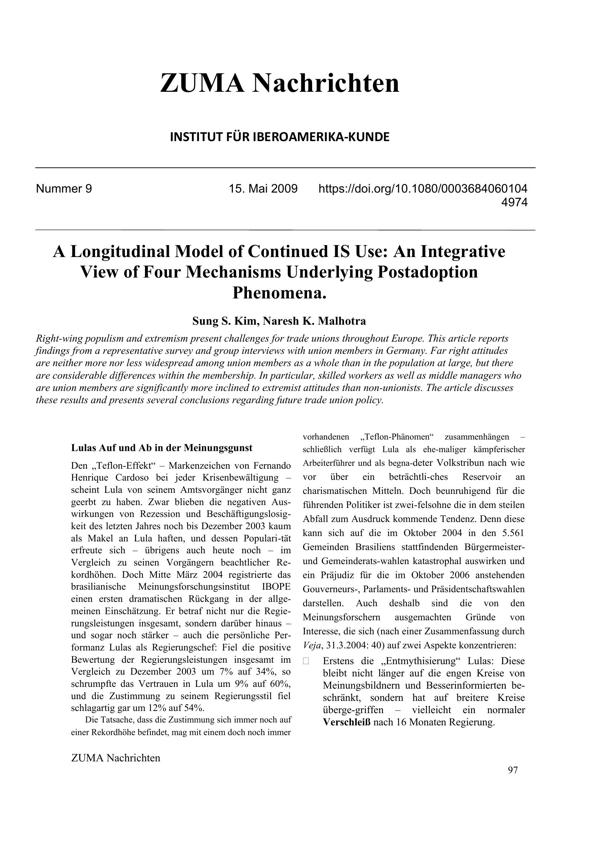 ZUMA Nachrichten
INSTITUT FÜR IBEROAMERIKA-KUNDE
Nummer 9 15. Mai 2009 https://doi.org/10.1080/0003684060104
4974
A Longitudinal Model of Continued IS Use: An Integrative
View of Four Mechanisms Underlying Postadoption
Phenomena.
Sung S. Kim, Naresh K. Malhotra
Right-wing populism and extremism present challenges for trade unions throughout Europe. This article reports
findings from a representative survey and group interviews with union members in Germany. Far right attitudes
are neither more nor less widespread among union members as a whole than in the population at large, but there
are considerable differences within the membership. In particular, skilled workers as well as middle managers who
are union members are significantly more inclined to extremist attitudes than non-unionists. The article discusses
these results and presents several conclusions regarding future trade union policy.
Lulas Auf und Ab in der Meinungsgunst
Den „Teflon-Effekt“ – Markenzeichen von Fernando
Henrique Cardoso bei jeder Krisenbewältigung –
scheint Lula von seinem Amtsvorgänger nicht ganz
geerbt zu haben. Zwar blieben die negativen Aus-
wirkungen von Rezession und Beschäftigungslosig-
keit des letzten Jahres noch bis Dezember 2003 kaum
als Makel an Lula haften, und dessen Populari-tät
erfreute sich – übrigens auch heute noch – im
Vergleich zu seinen Vorgängern beachtlicher Re-
kordhöhen. Doch Mitte März 2004 registrierte das
brasilianische Meinungsforschungsinstitut IBOPE
einen ersten dramatischen Rückgang in der allge-
meinen Einschätzung. Er betraf nicht nur die Regie-
rungsleistungen insgesamt, sondern darüber hinaus –
und sogar noch stärker – auch die persönliche Per-
formanz Lulas als Regierungschef: Fiel die positive
Bewertung der Regierungsleistungen insgesamt im
Vergleich zu Dezember 2003 um 7% auf 34%, so
schrumpfte das Vertrauen in Lula um 9% auf 60%,
und die Zustimmung zu seinem Regierungsstil fiel
schlagartig gar um 12% auf 54%.
Die Tatsache, dass die Zustimmung sich immer noch auf
einer Rekordhöhe befindet, mag mit einem doch noch immer
vorhandenen „Teflon-Phänomen“ zusammenhängen –
schließlich verfügt Lula als ehe-maliger kämpferischer
Arbeiterführer und als begna-deter Volkstribun nach wie
vor über ein beträchtli-ches Reservoir an
charismatischen Mitteln. Doch beunruhigend für die
führenden Politiker ist zwei-felsohne die in dem steilen
Abfall zum Ausdruck kommende Tendenz. Denn diese
kann sich auf die im Oktober 2004 in den 5.561
Gemeinden Brasiliens stattfindenden Bürgermeister-
und Gemeinderats-wahlen katastrophal auswirken und
ein Präjudiz für die im Oktober 2006 anstehenden
Gouverneurs-, Parlaments- und Präsidentschaftswahlen
darstellen. Auch deshalb sind die von den
Meinungsforschern ausgemachten Gründe von
Interesse, die sich (nach einer Zusammenfassung durch
Veja, 31.3.2004: 40) auf zwei Aspekte konzentrieren:
Erstens die „Entmythisierung“ Lulas: Diese
bleibt nicht länger auf die engen Kreise von
Meinungsbildnern und Besserinformierten be-
schränkt, sondern hat auf breitere Kreise
überge-griffen – vielleicht ein normaler
Verschleiß nach 16 Monaten Regierung.
ZUMA Nachrichten
97